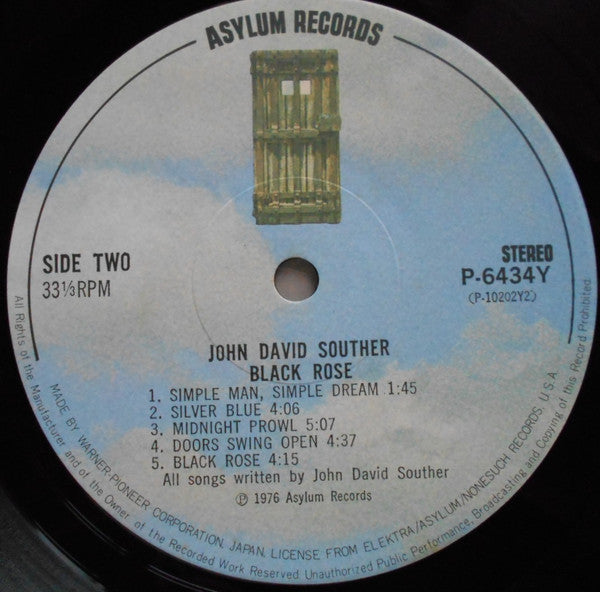 ASYLUM RECORDS
SIDE TWO
33⅓RPM
STEREO
P-6434Y
(P-10202Y2)
JOHN DAVID SOUTHER
BLACK ROSE
1. SIMPLE MAN, SIMPLE DREAM 1:45
2. SILVER BLUE 4:06
3. MIDNIGHT PROWL 5:07
4. DOORS SWING OPEN 4:37
5. BLACK ROSE 4:15
All songs written by John David Souther
Ⓟ 1976 Asylum Records
MADE BY WARNER-PIONEER CORPORATION, JAPAN, LICENSE FROM ELEKTRA/ASYLUM/NONESUCH RECORDS, U.S.A.
All Rights of the Manufacturer and of the Owner of the Recorded Work Reserved. Unauthorized Public Performance, Broadcasting and Copying of this Record Prohibited.